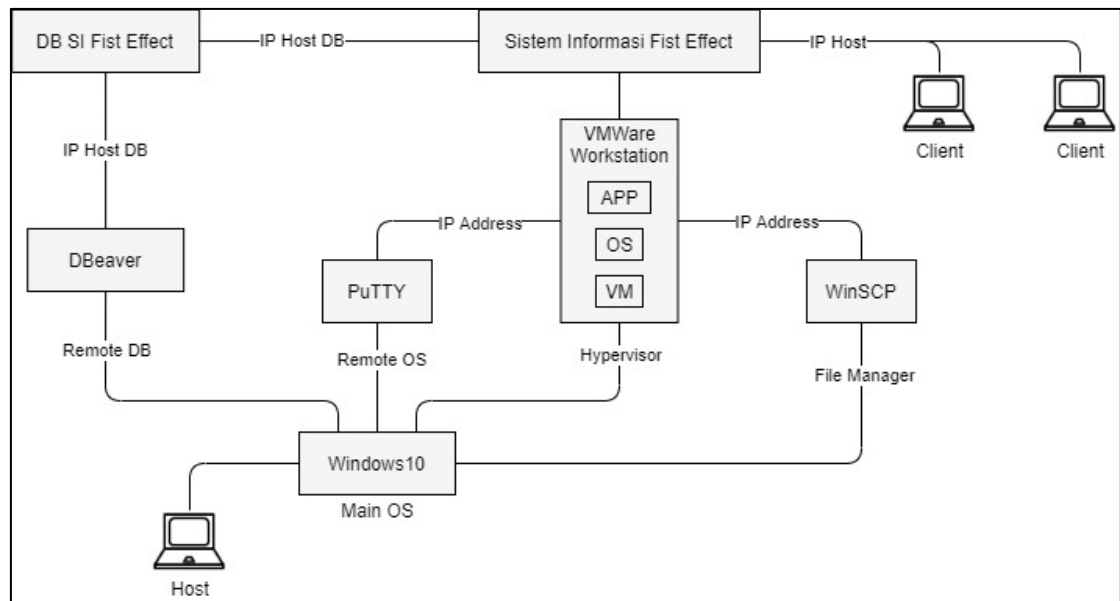 DB SI Fist Effect
IP Host DB
Sistem Informasi Fist Effect
IP Host
Client
Client
IP Host DB
VMWare
Workstation
APP
OS
VM
IP Address
IP Address
DBeaver
PuTTY
WinSCP
Remote DB
Remote OS
Hypervisor
File Manager
Windows10
Main OS
Host